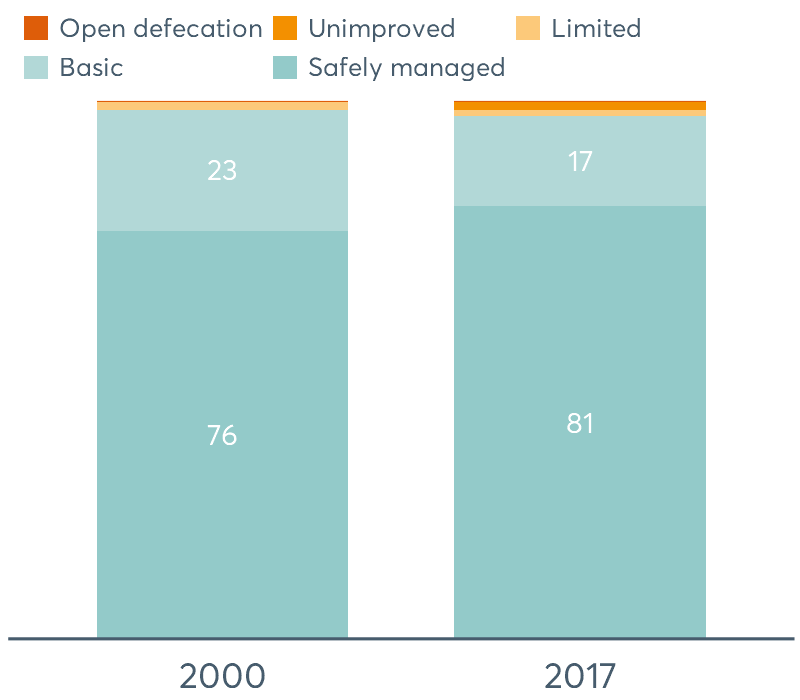 Open defecation Unimproved Limited
Basic Safely managed
23 17
76 81
2000 2017